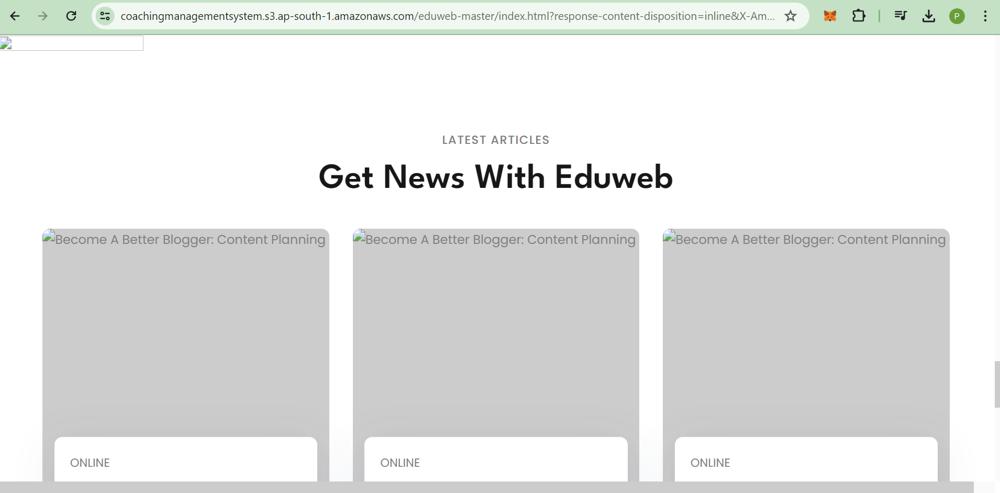 coachingmanagementsystem.s3.ap-south-1.amazonaws.com/eduweb-master/index.html?response-content-disposition=inline&X-Am...
P
LATEST ARTICLES
Get News With Eduweb
Become A Better Blogger: Content Planning
Become A Better Blogger: Content Planning
Become A Better Blogger: Content Planning
ONLINE
ONLINE
ONLINE